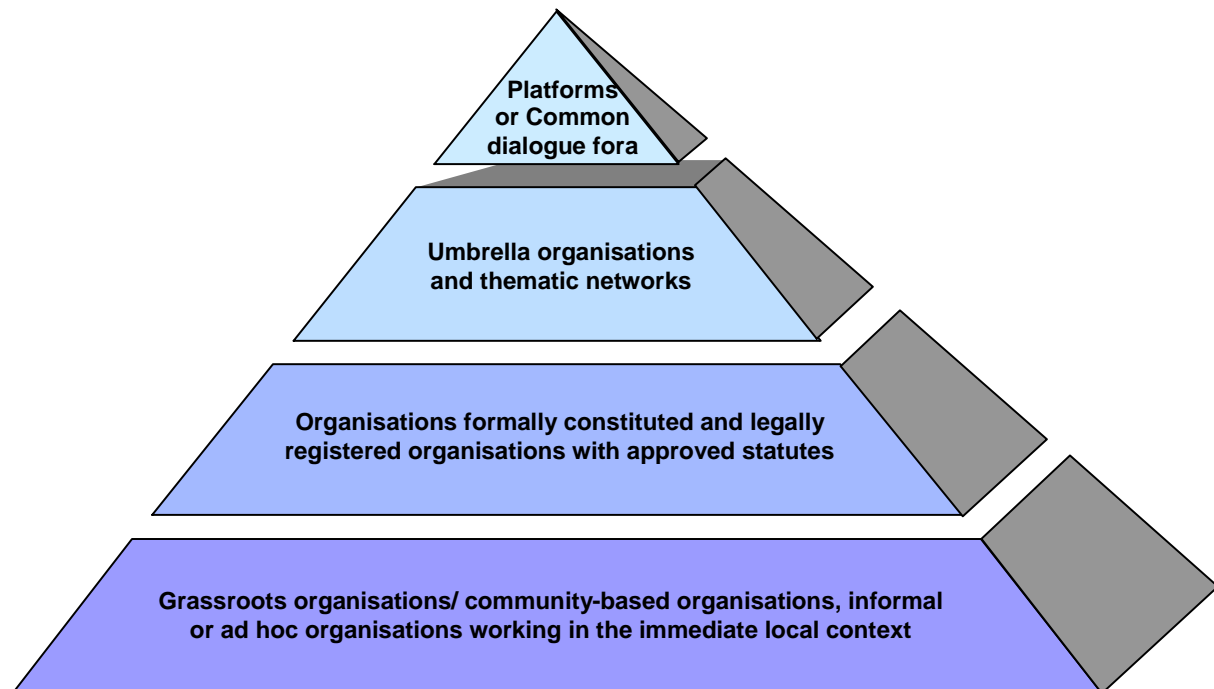 Platforms
or Common
dialogue fora
Umbrella organisations
and thematic networks
Organisations formally constituted and legally
registered organisations with approved statutes
Grassroots organisations/ community-based organisations, informal
or ad hoc organisations working in the immediate local context